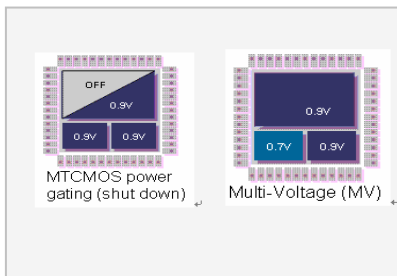 OFF
0.9V
0.9V 0.9V
MTCMOS power
gating (shut down)
0.9V
0.7V 0.9V
Multi-Voltage (MV)